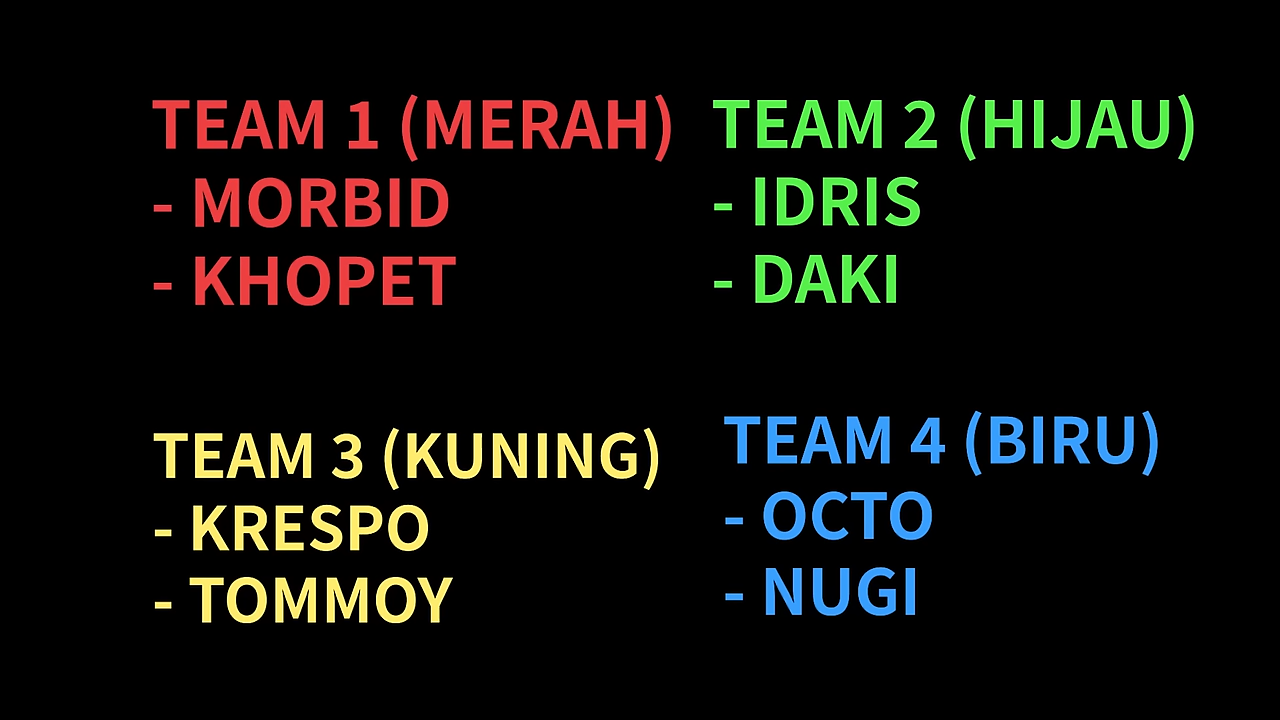 TEAM 1 (MERAH)
- MORBID
- KHOPET
TEAM 2 (HIJAU)
- IDRIS
- DAKI
TEAM 3 (KUNING)
- KRESPO
- TOMMOY
TEAM 4 (BIRU)
- OCTO
- NUGI